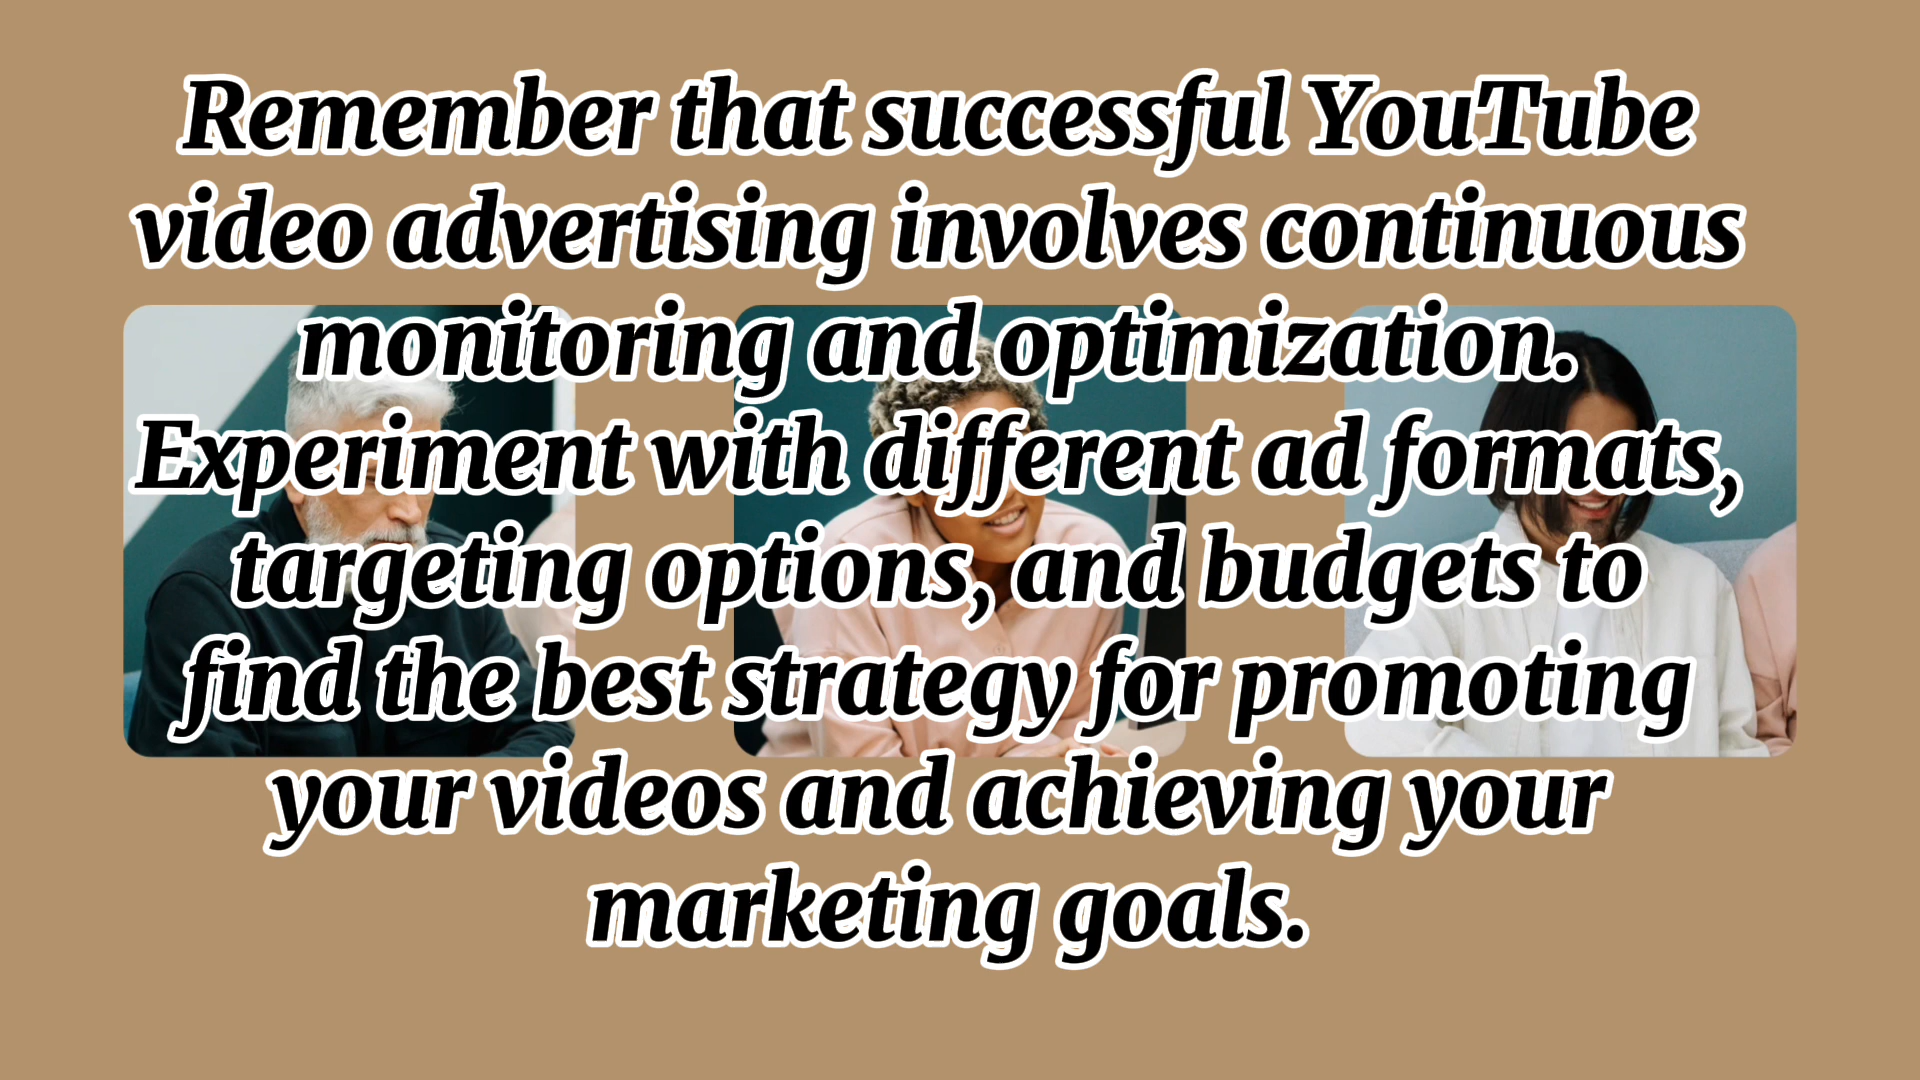 Remember that successful YouTube
video advertising involves continuous
monitoring and optimization.
Experiment with different ad formats,
targeting options, and budgets to
find the best strategy for promoting
your videos and achieving your
marketing goals.